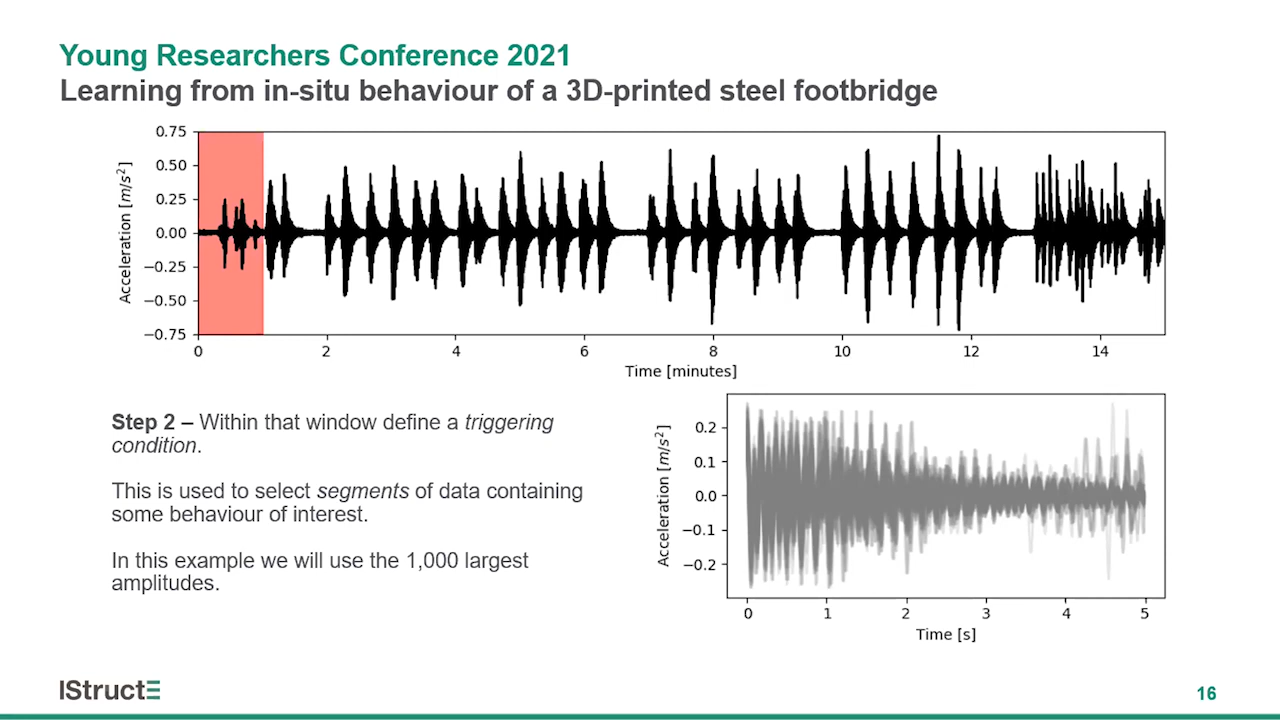 Young Researchers Conference 2021
Learning from in-situ behaviour of a 3D-printed steel footbridge
0.75
0.50
0.25
0.00
−0.25
−0.50
−0.75
Acceleration [m/s²]
0 2 4 6 8 10 12 14
Time [minutes]
Step 2 – Within that window define a triggering
condition.
This is used to select segments of data containing
some behaviour of interest.
In this example we will use the 1,000 largest
amplitudes.
0.2
0.1
0.0
−0.1
−0.2
Acceleration [m/s²]
0 1 2 3 4 5
Time [s]
IStructE
16